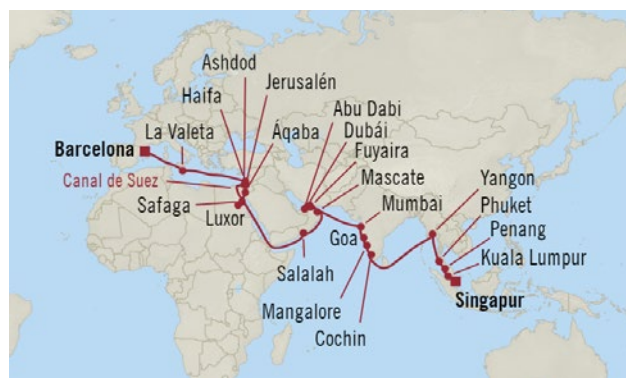 Ashdod
Haifa
Jerusalén
La Valeta
Áqaba
Abu Dabi
Dubái
Barcelona
Fuyaira
Mascate
Canal de Suez
Mumbai
Yangon
Safaga
Luxor
Phuket
Goa
Penang
Kuala Lumpur
Salalah
Mangalore
Singapur
Cochin